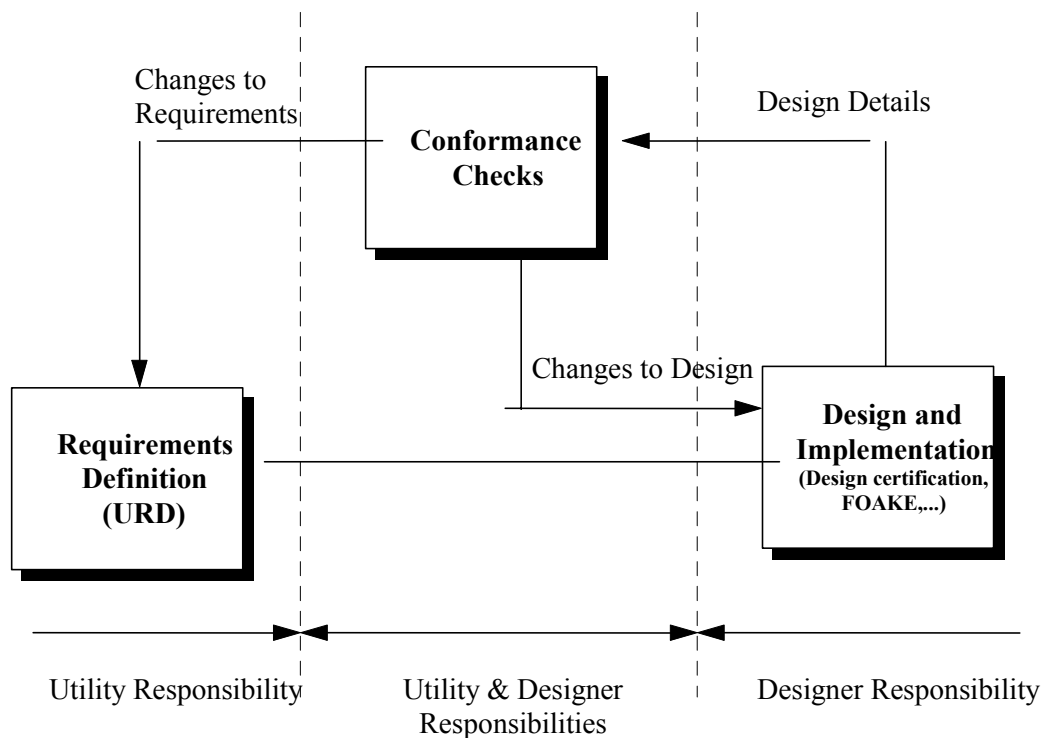 Changes to
Requirements
Conformance
Checks
Design Details
Changes to Design
Requirements
Definition
(URD)
Design and
Implementation
(Design certification,
FOAKE,...)
Utility Responsibility
Utility & Designer
Responsibilities
Designer Responsibility